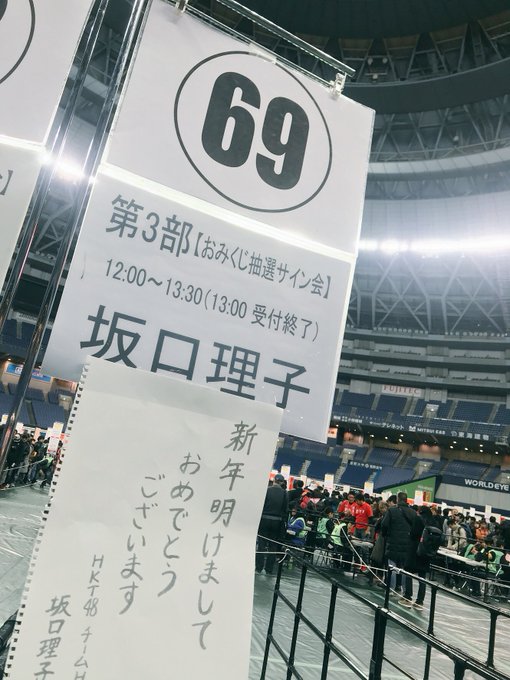 69
第3部【おみくじ抽選サイン会】
12:00〜13:30(13:00 受付終了)
坂口理子
新年明けまして
おめでとう
ございます
HKT48 チームH
坂口理子
】
FUJITEC
WORLD EYE